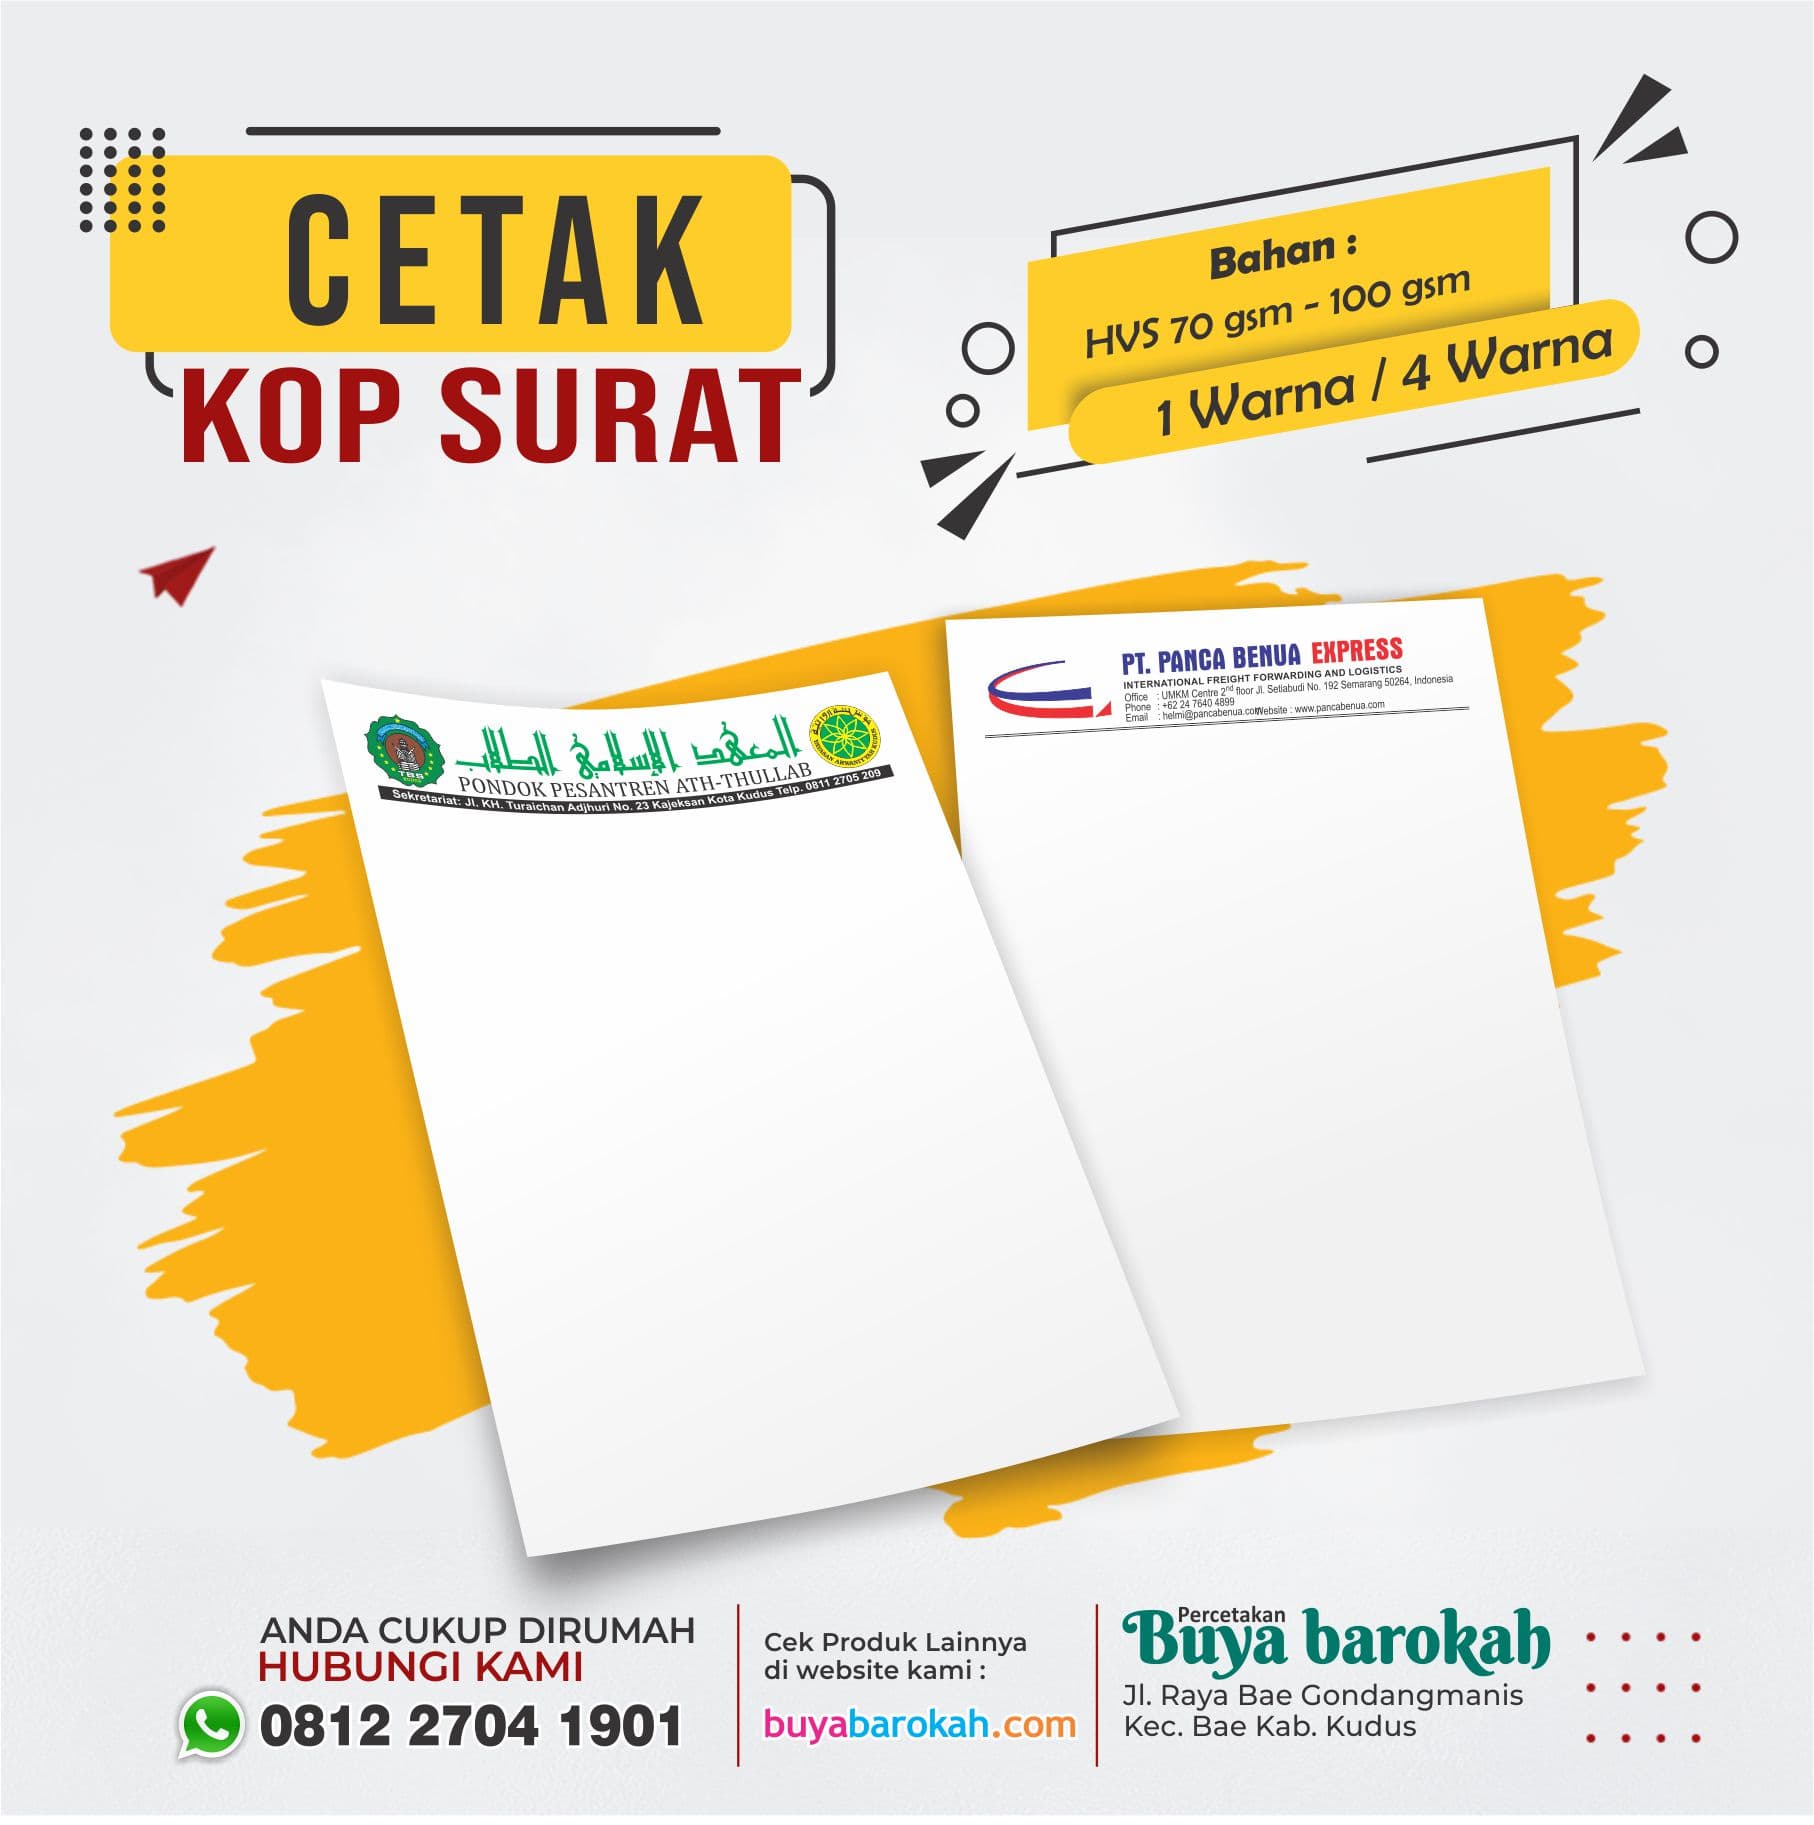 CETAK
KOP SURAT
Bahan :
HVS 70 gsm - 100 gsm
1 Warna / 4 Warna
المعهد الإسلامي الطلاب
PONDOK PESANTREN ATH-THULLAB
Sekretariat: Jl. KH. Turaichan Adjhuri No. 23 Kajeksan Kota Kudus Telp. 0811 2705 209
TBS
KUDUS
YAYASAN ARWANIYYAH KUDUS
PT. PANCA BENUA EXPRESS
INTERNATIONAL FREIGHT FORWARDING AND LOGISTICS
Office : UMKM Centre 2nd floor Jl. Setiabudi No. 192 Semarang 50264, Indonesia
Phone : +62 24 7640 4899
Email : helmi@pancabenua.com Website : www.pancabenua.com
ANDA CUKUP DIRUMAH
HUBUNGI KAMI
0812 2704 1901
Cek Produk Lainnya
di website kami :
buyabarokah.com
Percetakan
Buya barokah
Jl. Raya Bae Gondangmanis
Kec. Bae Kab. Kudus